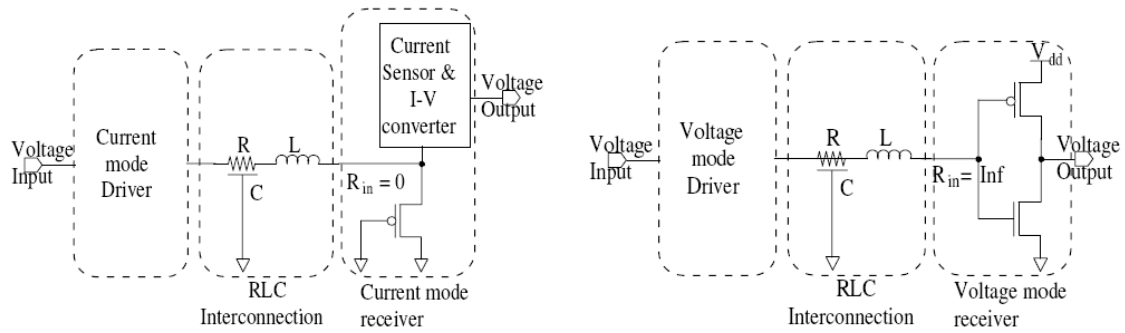 Voltage
Input
Current
mode
Driver
R
L
C
RLC
Interconnection
Current
Sensor &
I-V
converter
Voltage
Output
R in = 0
Current mode
receiver
Voltage
Input
Voltage
mode
Driver
R
L
C
RLC
Interconnection
V dd
R in = Inf
Voltage
Output
Voltage mode
receiver